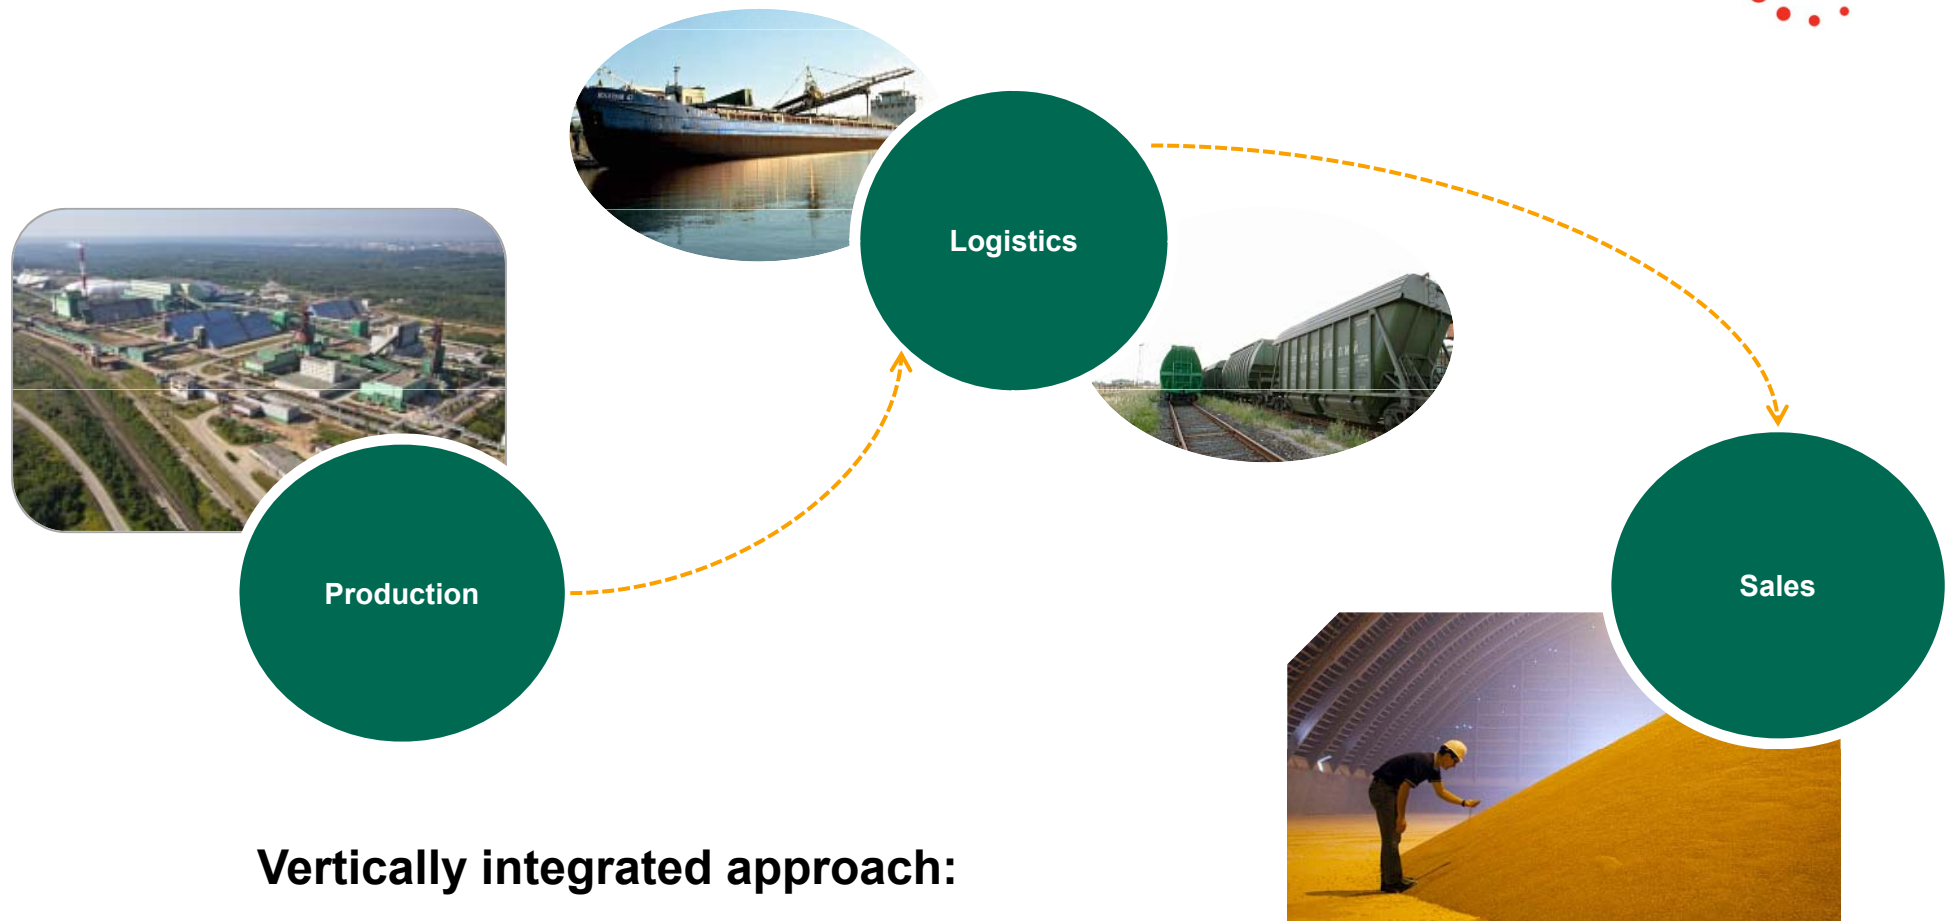 Logistics
Production
Sales
Vertically integrated approach: